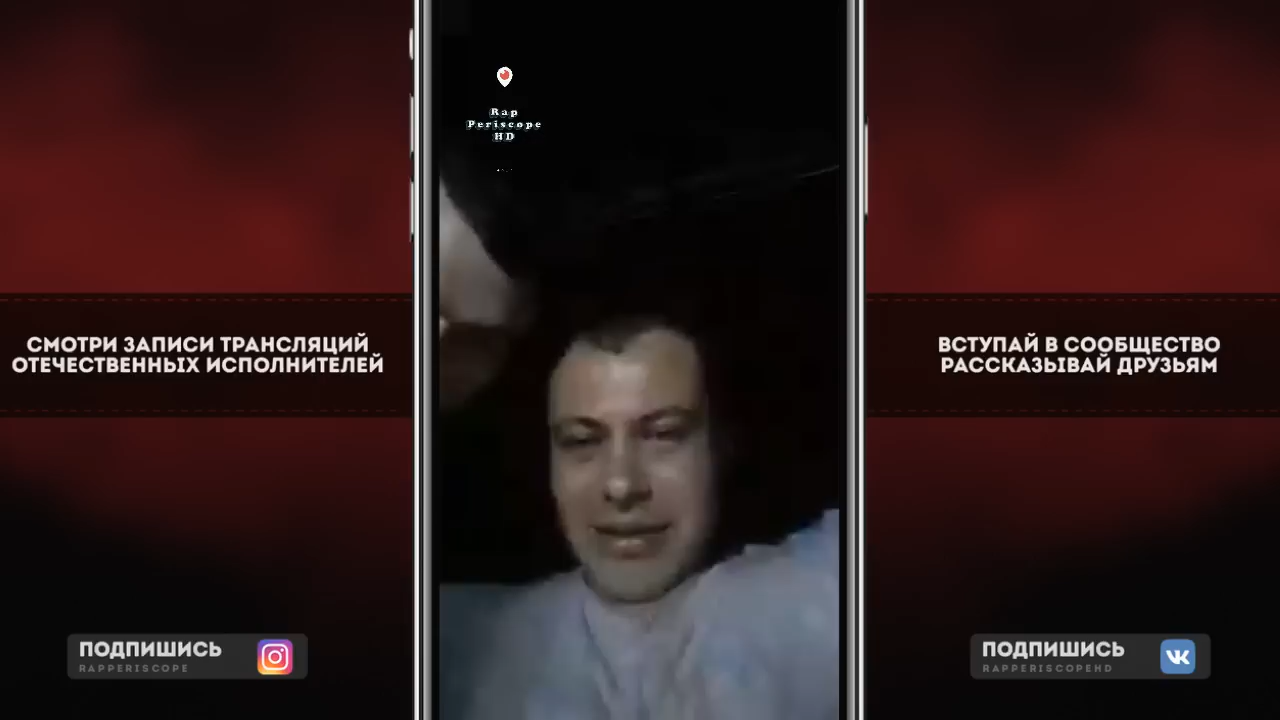 Rap
Periscope
HD
СМОТРИ ЗАПИСИ ТРАНСЛЯЦИЙ
ОТЕЧЕСТВЕННЫХ ИСПОЛНИТЕЛЕЙ
ВСТУПАЙ В СООБЩЕСТВО
РАССКАЗЫВАЙ ДРУЗЬЯМ
ПОДПИШИСЬ
RAPPERISCOPE
ПОДПИШИСЬ
RAPPERISCOPEHD